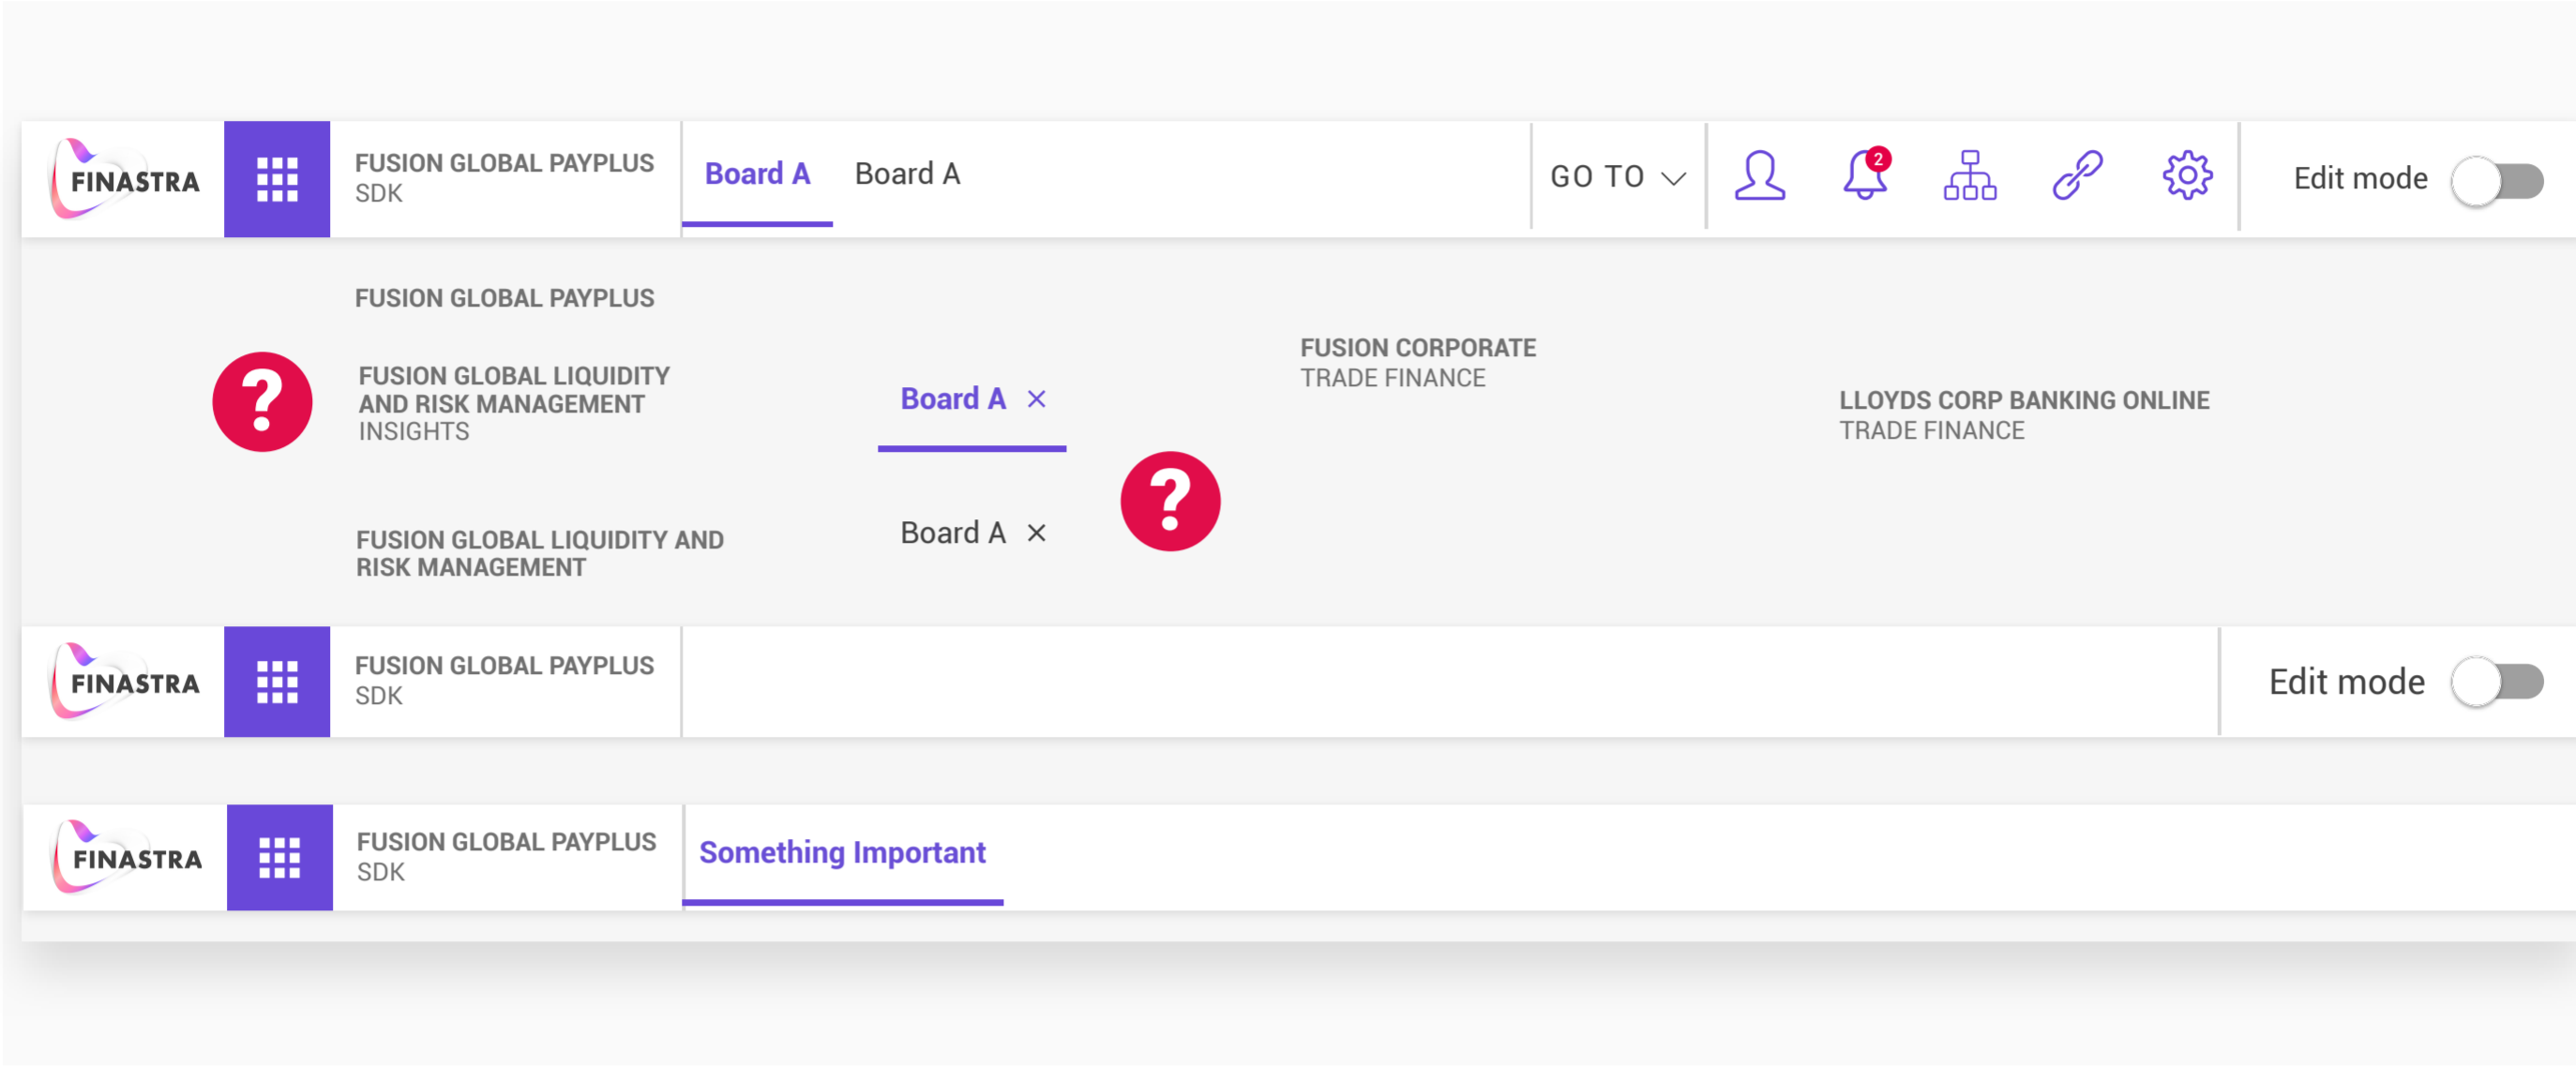 FINASTRA
FUSION GLOBAL PAYPLUS
SDK
Board A
Board A
GO TO
2
Edit mode
FUSION GLOBAL PAYPLUS
?
FUSION GLOBAL LIQUIDITY
AND RISK MANAGEMENT
INSIGHTS
FUSION GLOBAL LIQUIDITY AND
RISK MANAGEMENT
Board A ×
Board A ×
?
FUSION CORPORATE
TRADE FINANCE
LLOYDS CORP BANKING ONLINE
TRADE FINANCE
FINASTRA
FUSION GLOBAL PAYPLUS
SDK
Edit mode
FINASTRA
FUSION GLOBAL PAYPLUS
SDK
Something Important